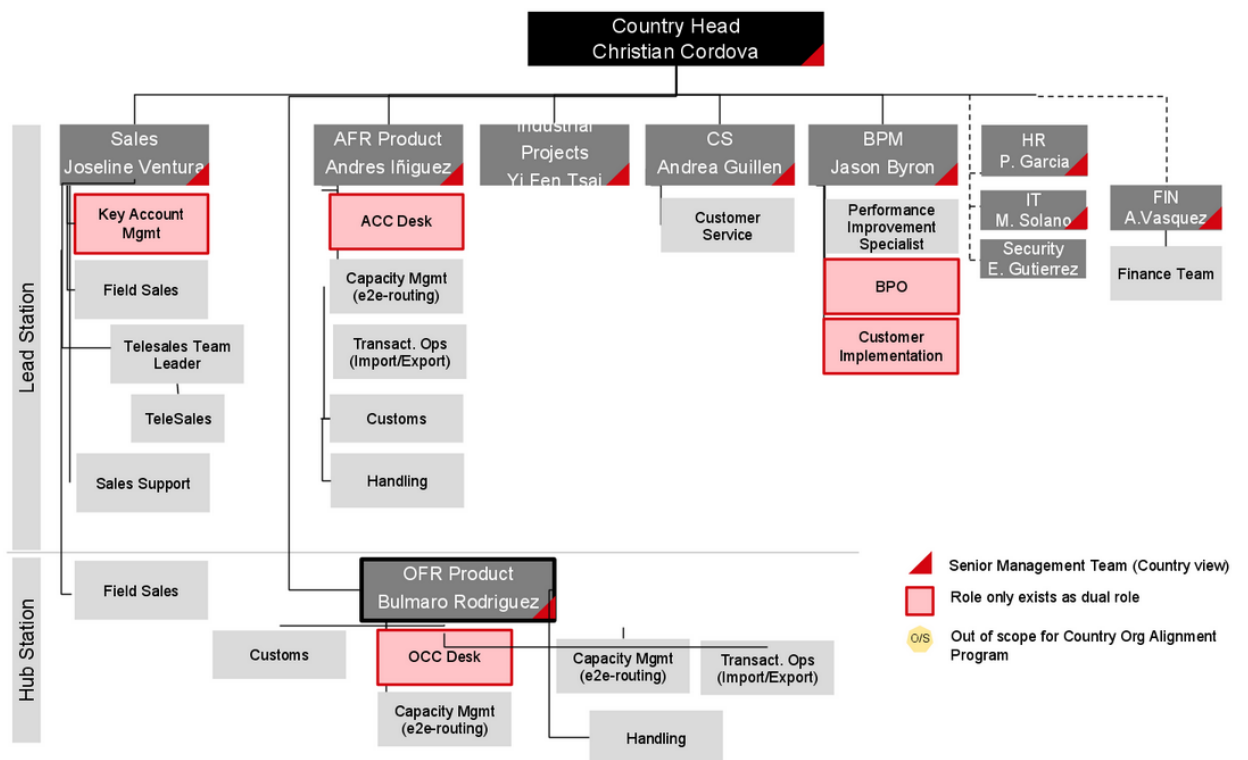 Country Head
Christian Cordova
Lead Station
Sales
Joseline Ventura
AFR Product
Andres Iñiguez
Industrial
Projects
Yi Fen Tsai
CS
Andrea Guillen
BPM
Jason Byron
HR
P. Garcia
IT
M. Solano
Security
E. Gutierrez
FIN
A.Vasquez
Finance Team
Key Account
Mgmt
Field Sales
Telesales Team
Leader
TeleSales
Sales Support
ACC Desk
Capacity Mgmt
(e2e-routing)
Transact. Ops
(Import/Export)
Customs
Handling
Customer
Service
Performance
Improvement
Specialist
BPO
Customer
Implementation
Hub Station
Field Sales
OFR Product
Bulmaro Rodriguez
Customs
OCC Desk
Capacity Mgmt
(e2e-routing)
Capacity Mgmt
(e2e-routing)
Transact. Ops
(Import/Export)
Handling
Senior Management Team (Country view)
Role only exists as dual role
O/S
Out of scope for Country Org Alignment
Program